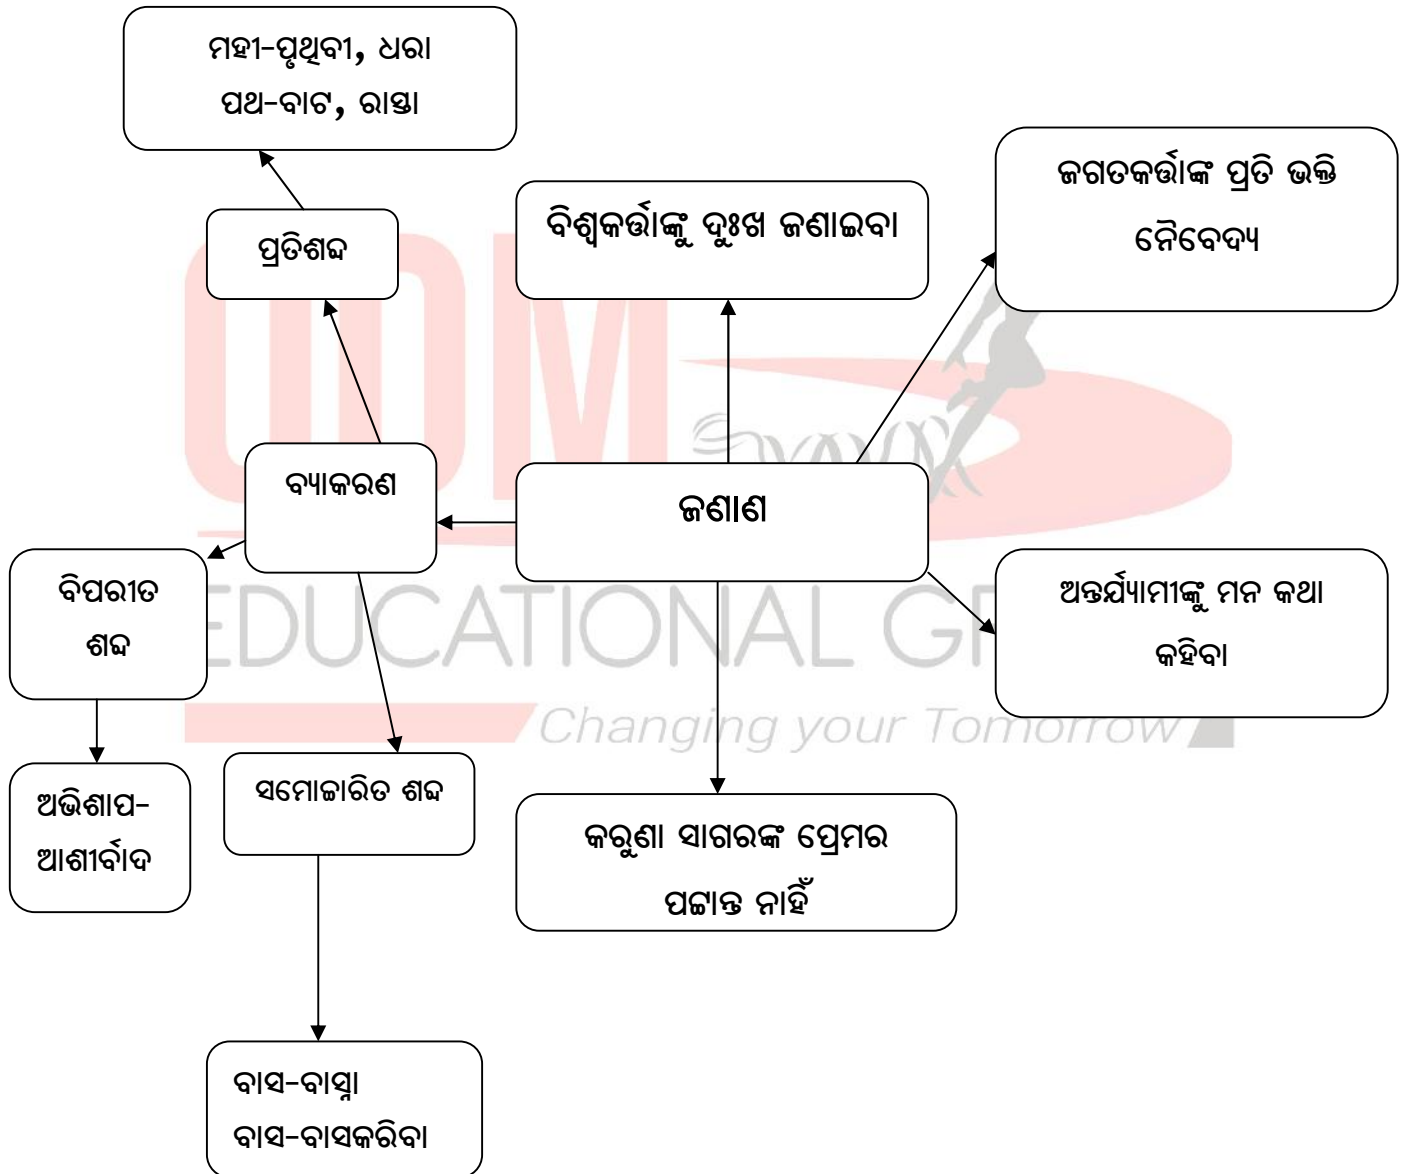 ମହୀ-ପୃଥିବୀ, ଧରା
ପଥ-ବାଟ, ରାସ୍ତା
ପ୍ରତିଶବ୍ଦ
ବିଶ୍ୱକର୍ତ୍ତାଙ୍କୁ ଦୁଃଖ ଜଣାଇବା
ଜଗତକର୍ତ୍ତାଙ୍କ ପ୍ରତି ଭକ୍ତି
ନୈବେଦ୍ୟ
ବ୍ୟାକରଣ
ଜଣାଣ
ବିପରୀତ
ଶବ୍ଦ
ଅନ୍ତର୍ଯ୍ୟାମୀଙ୍କୁ ମନ କଥା
କହିବା
EDUCATIONAL
Changing your Tomorrow
ଅଭିଶାପ-
ଆଶୀର୍ବାଦ
ସମୋଚ୍ଚାରିତ ଶବ୍ଦ
କରୁଣା ସାଗରଙ୍କ ପ୍ରେମର
ପଟ୍ଟାନ୍ତ ନାହିଁ
ବାସ-ବାସ୍ନା
ବାସ-ବାସକରିବା